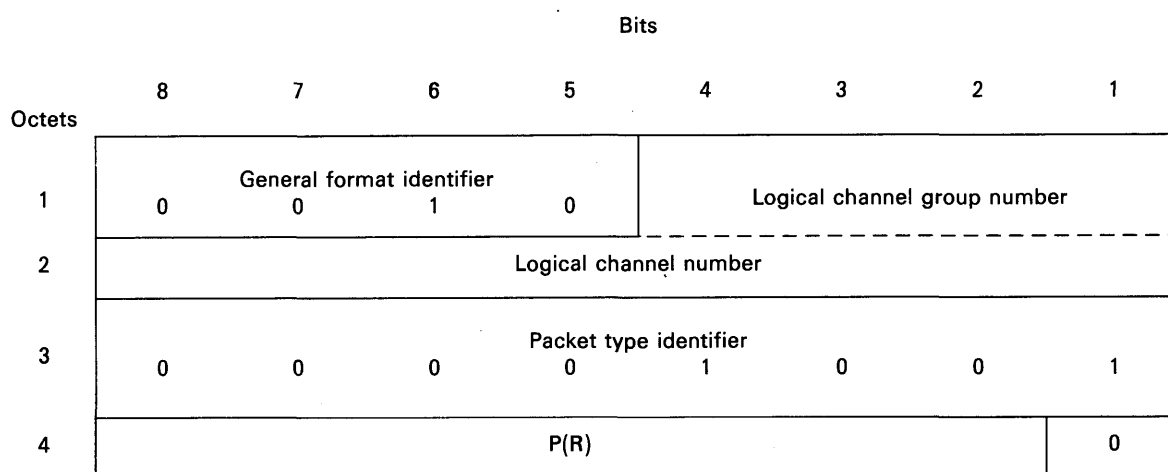 Bits
8 7 6 5 4 3 2 1
Octets
1
General format identifier
0 0 1 0
Logical channel group number
2
Logical channel number
3
Packet type identifier
0 0 0 0 1 0 0 1
4
P(R)
0